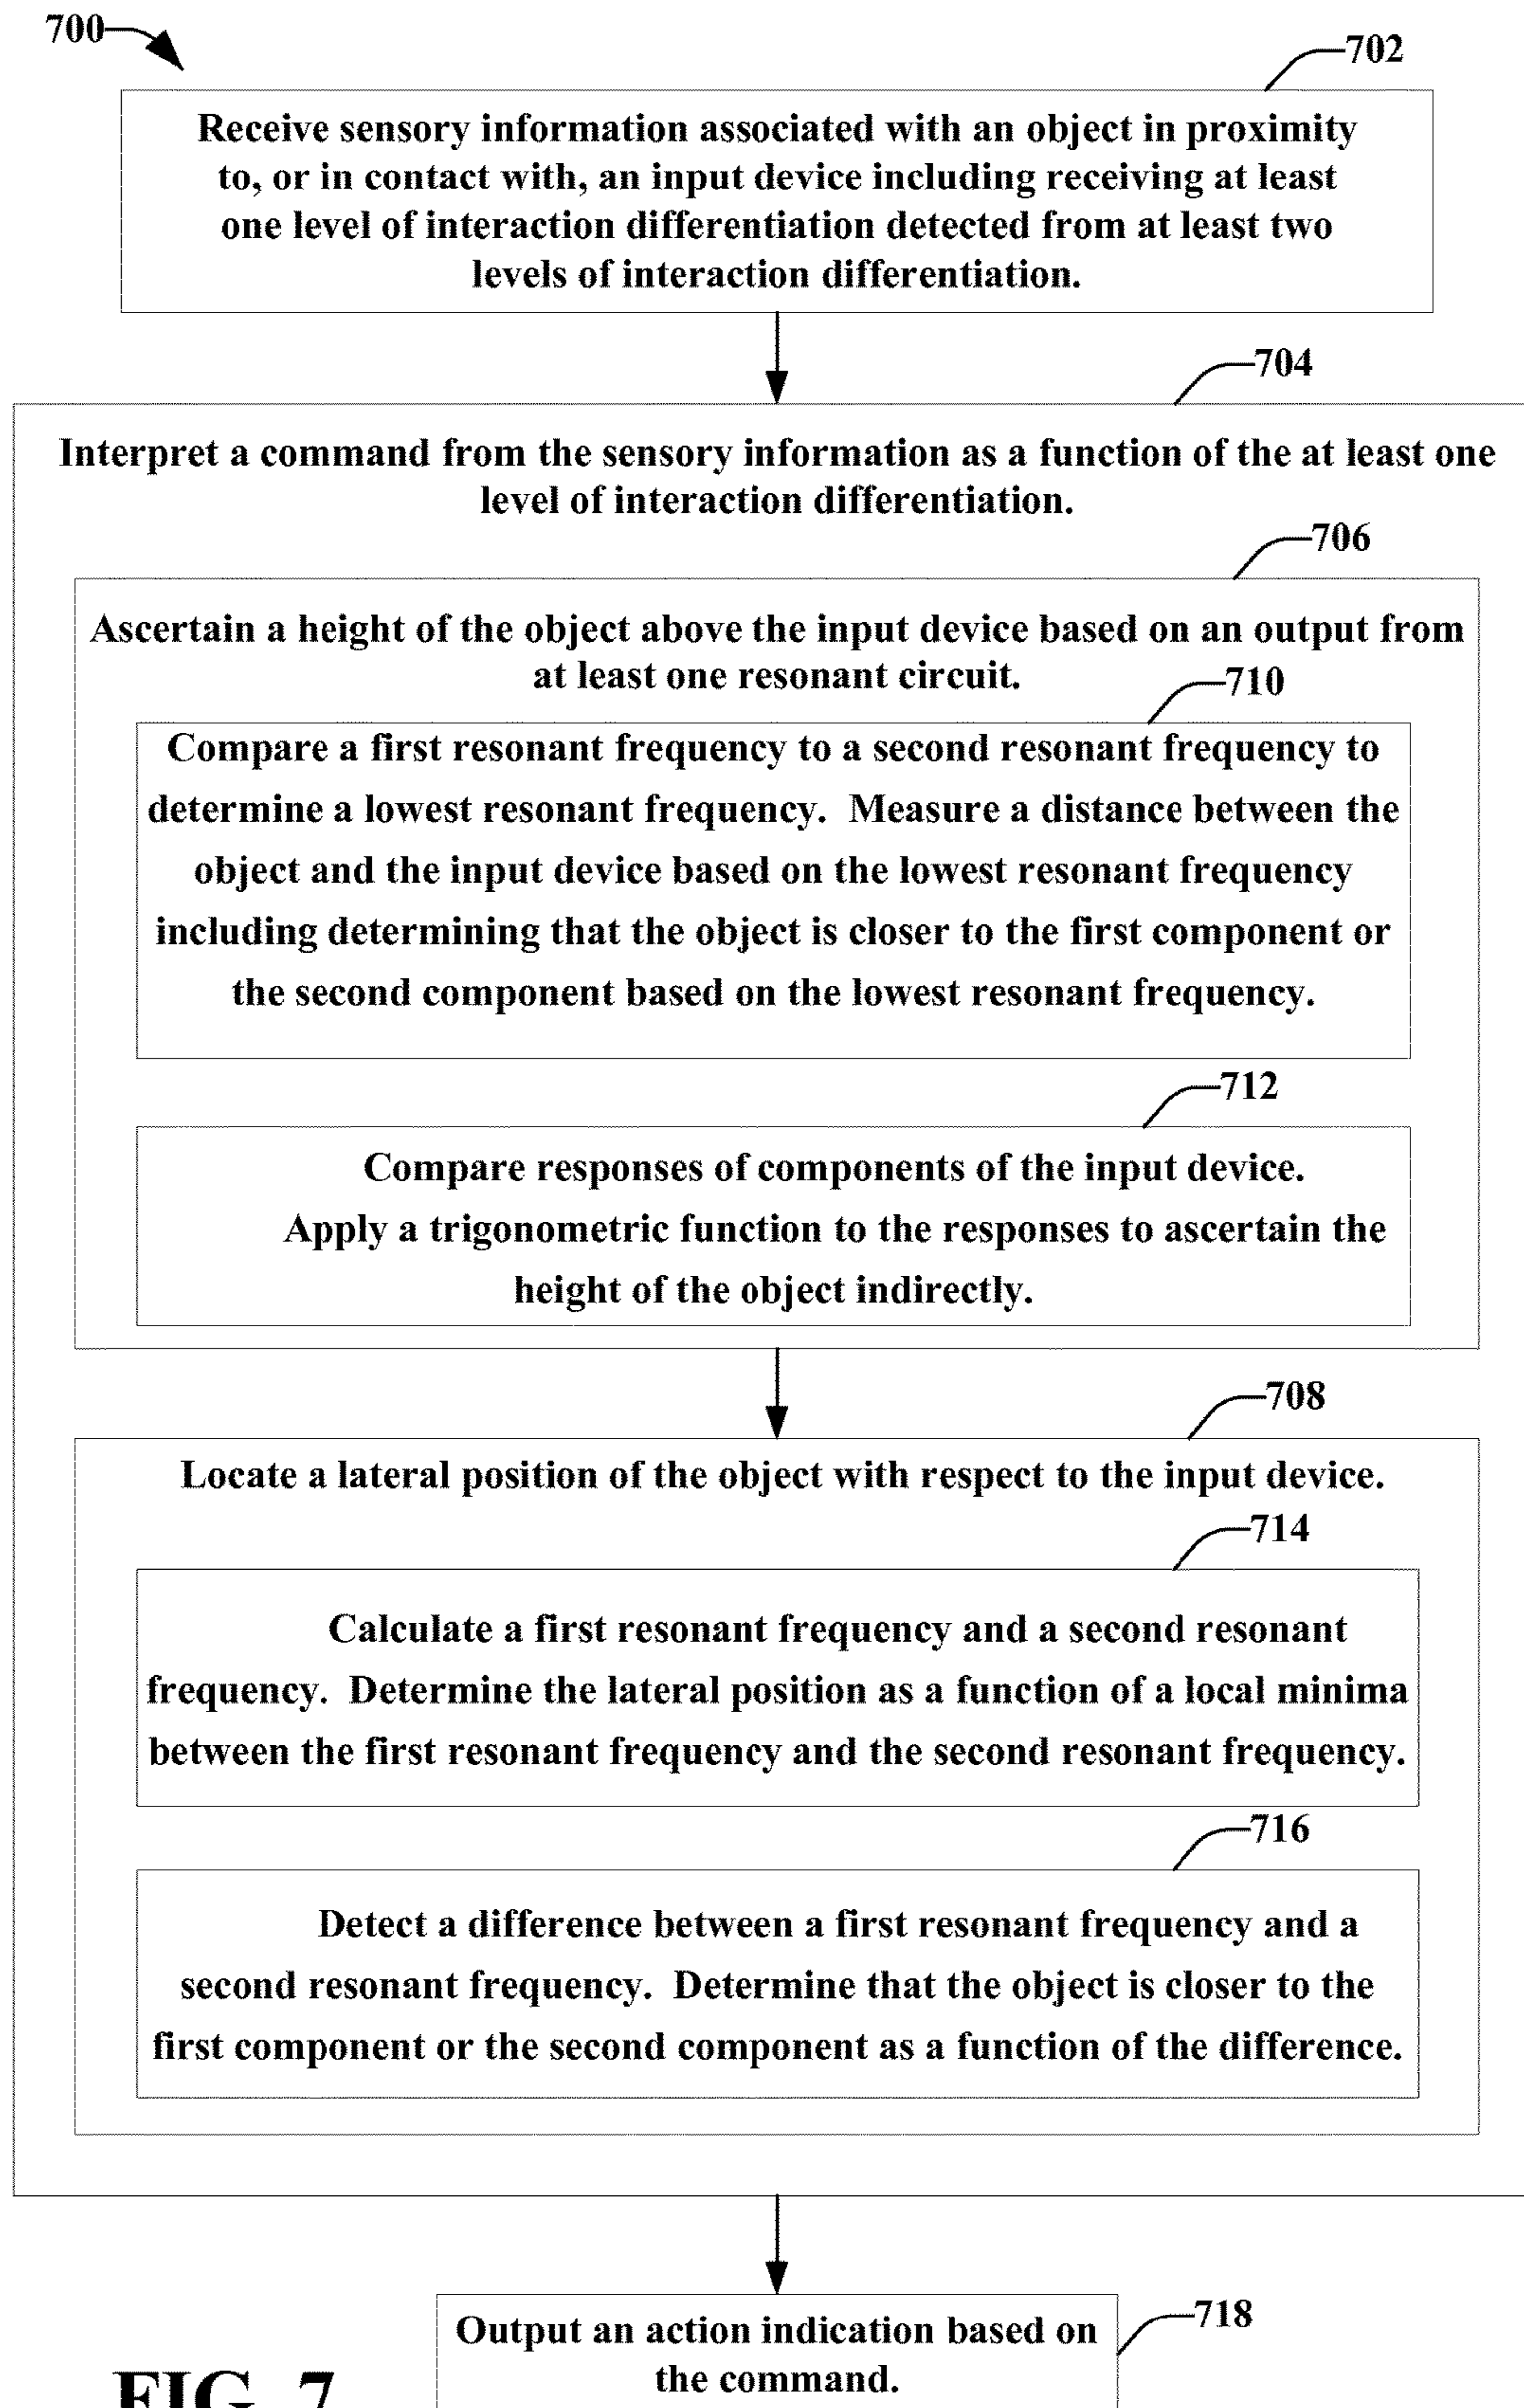 700
702
Receive sensory information associated with an object in proximity
to, or in contact with, an input device including receiving at least
one level of interaction differentiation detected from at least two
levels of interaction differentiation.
704
Interpret a command from the sensory information as a function of the at least one
level of interaction differentiation.
706
Ascertain a height of the object above the input device based on an output from
at least one resonant circuit.
710
Compare a first resonant frequency to a second resonant frequency to
determine a lowest resonant frequency. Measure a distance between the
object and the input device based on the lowest resonant frequency
including determining that the object is closer to the first component or
the second component based on the lowest resonant frequency.
712
Compare responses of components of the input device.
Apply a trigonometric function to the responses to ascertain the
height of the object indirectly.
708
Locate a lateral position of the object with respect to the input device.
714
Calculate a first resonant frequency and a second resonant
frequency. Determine the lateral position as a function of a local minima
between the first resonant frequency and the second resonant frequency.
716
Detect a difference between a first resonant frequency and a
second resonant frequency. Determine that the object is closer to the
first component or the second component as a function of the difference.
718
Output an action indication based on
the command.
FIG. 7